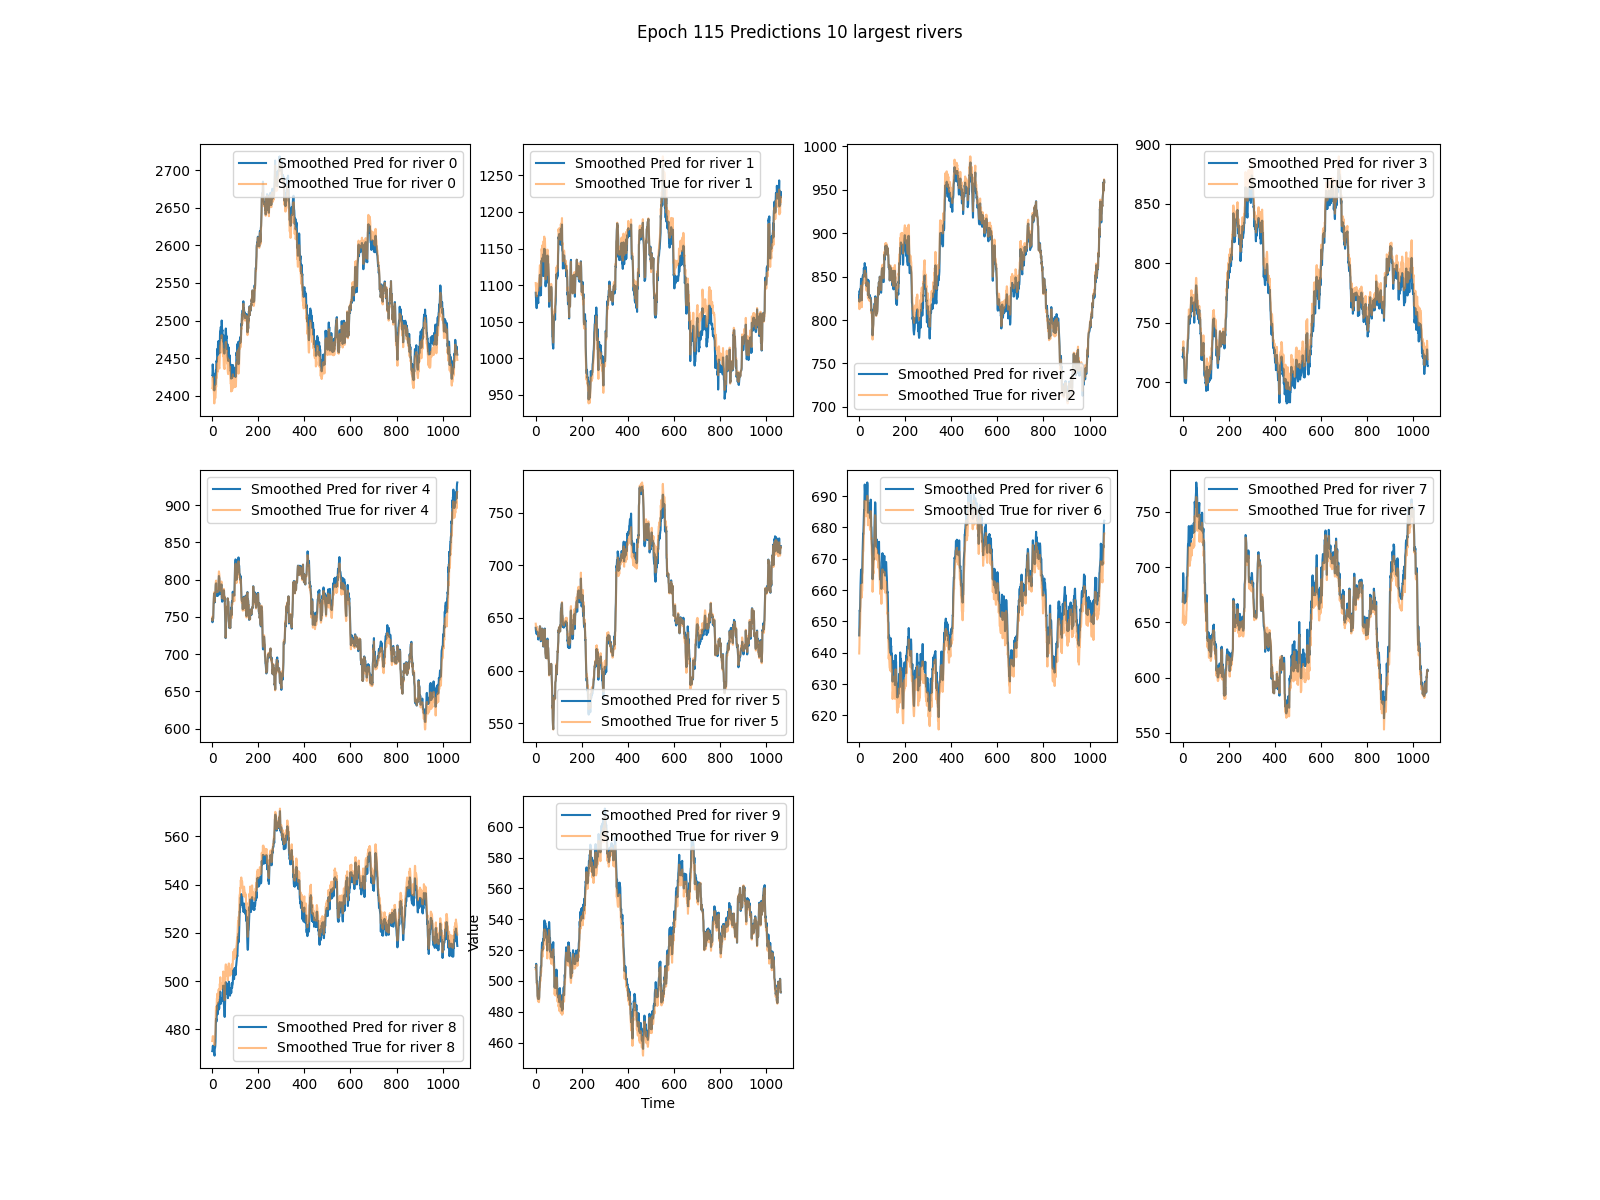 Epoch 115 Predictions 10 largest rivers
Smoothed Pred for river 0
Smoothed True for river 0
2700
2650
2600
2550
2500
2450
2400
0 200 400 600 800 1000
Smoothed Pred for river 1
Smoothed True for river 1
1250
1200
1150
1100
1050
1000
950
0 200 400 600 800 1000
1000
950
900
850
800
750
700
Smoothed Pred for river 2
Smoothed True for river 2
0 200 400 600 800 1000
900
850
800
750
700
Smoothed Pred for river 3
Smoothed True for river 3
0 200 400 600 800 1000
Smoothed Pred for river 4
Smoothed True for river 4
900
850
800
750
700
650
600
0 200 400 600 800 1000
750
700
650
600
550
Smoothed Pred for river 5
Smoothed True for river 5
0 200 400 600 800 1000
Smoothed Pred for river 6
Smoothed True for river 6
690
680
670
660
650
640
630
620
0 200 400 600 800 1000
Smoothed Pred for river 7
Smoothed True for river 7
750
700
650
600
550
0 200 400 600 800 1000
560
540
520
500
480
Smoothed Pred for river 8
Smoothed True for river 8
0 200 400 600 800 1000
Value
Smoothed Pred for river 9
Smoothed True for river 9
600
580
560
540
520
500
480
460
0 200 400 600 800 1000
Time